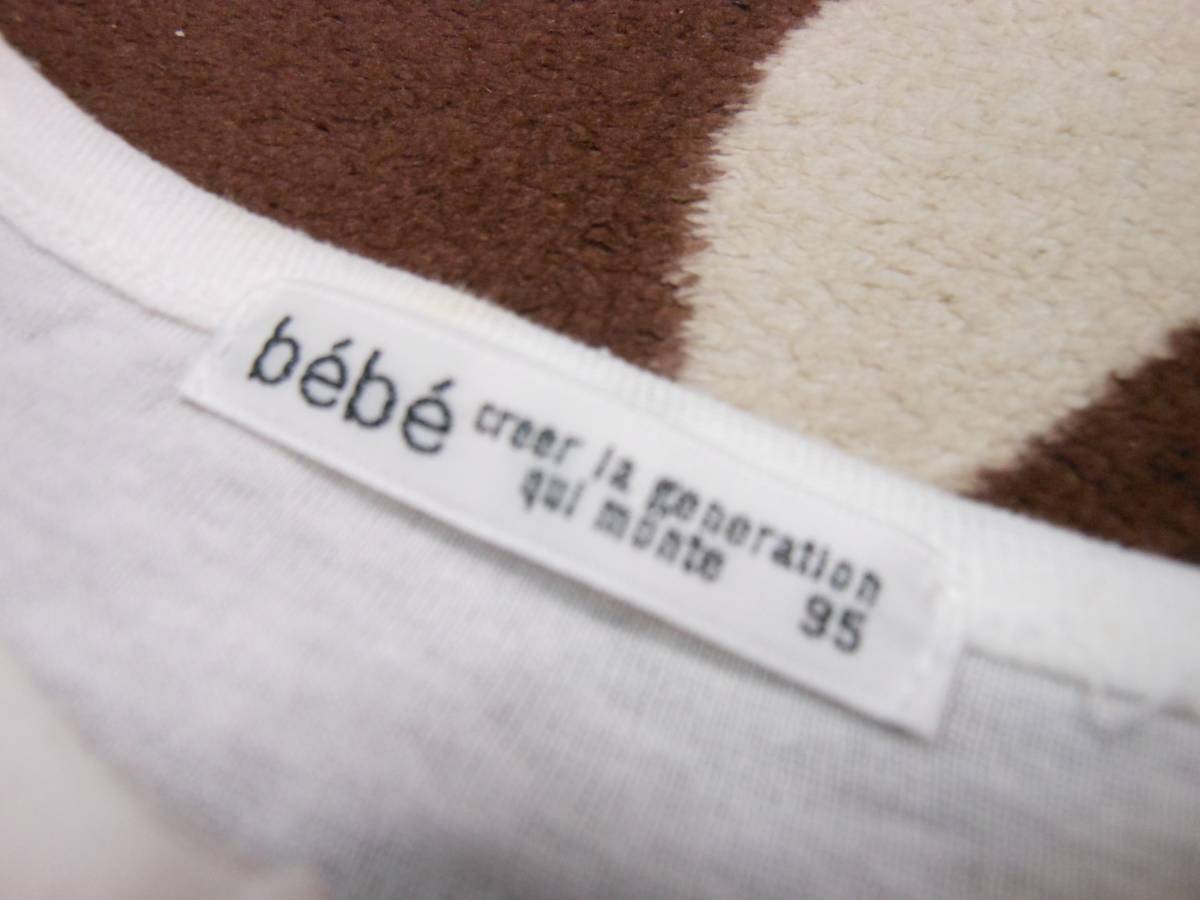 bébé creer la generation
qui monte
95